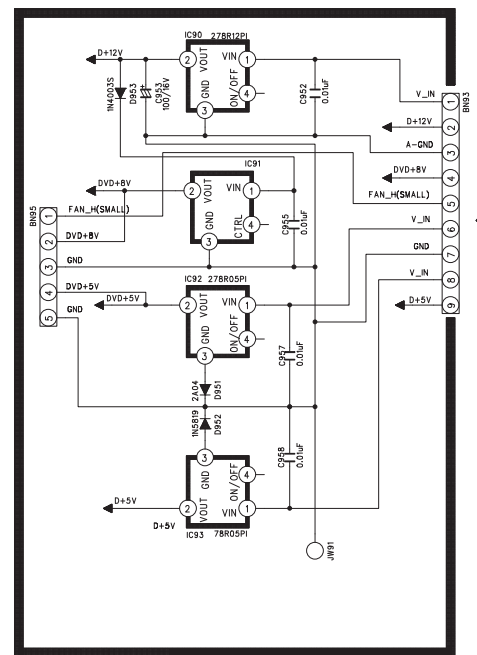 IC90 278R12PI
D+12V
2 VOUT VIN 1
GND
ON/OFF
3 4
1N4003S
D953
+
C953
100/16V
C952
0.01uF
V_IN
BN93
1
D+12V
2
A-GND
3
DVD+8V
4
FAN_H(SMALL)
5
V_IN
6
GND
7
V_IN
8
D+5V
9
IC91
DVD+8V
2 VOUT VIN 1
GND
CTRL
3 4
C955
0.01uF
BN95
1 FAN_H(SMALL)
2 DVD+8V
3 GND
4 DVD+5V
5 GND
IC92 278R05PI
DVD+5V
2 VOUT VIN 1
GND
ON/OFF
3 4
C957
0.01uF
2A04
D951
1N5819
D952
C958
0.01uF
3 4
GND
ON/OFF
D+5V
2 VOUT VIN 1
D+5V
IC93 78R05PI
JW91